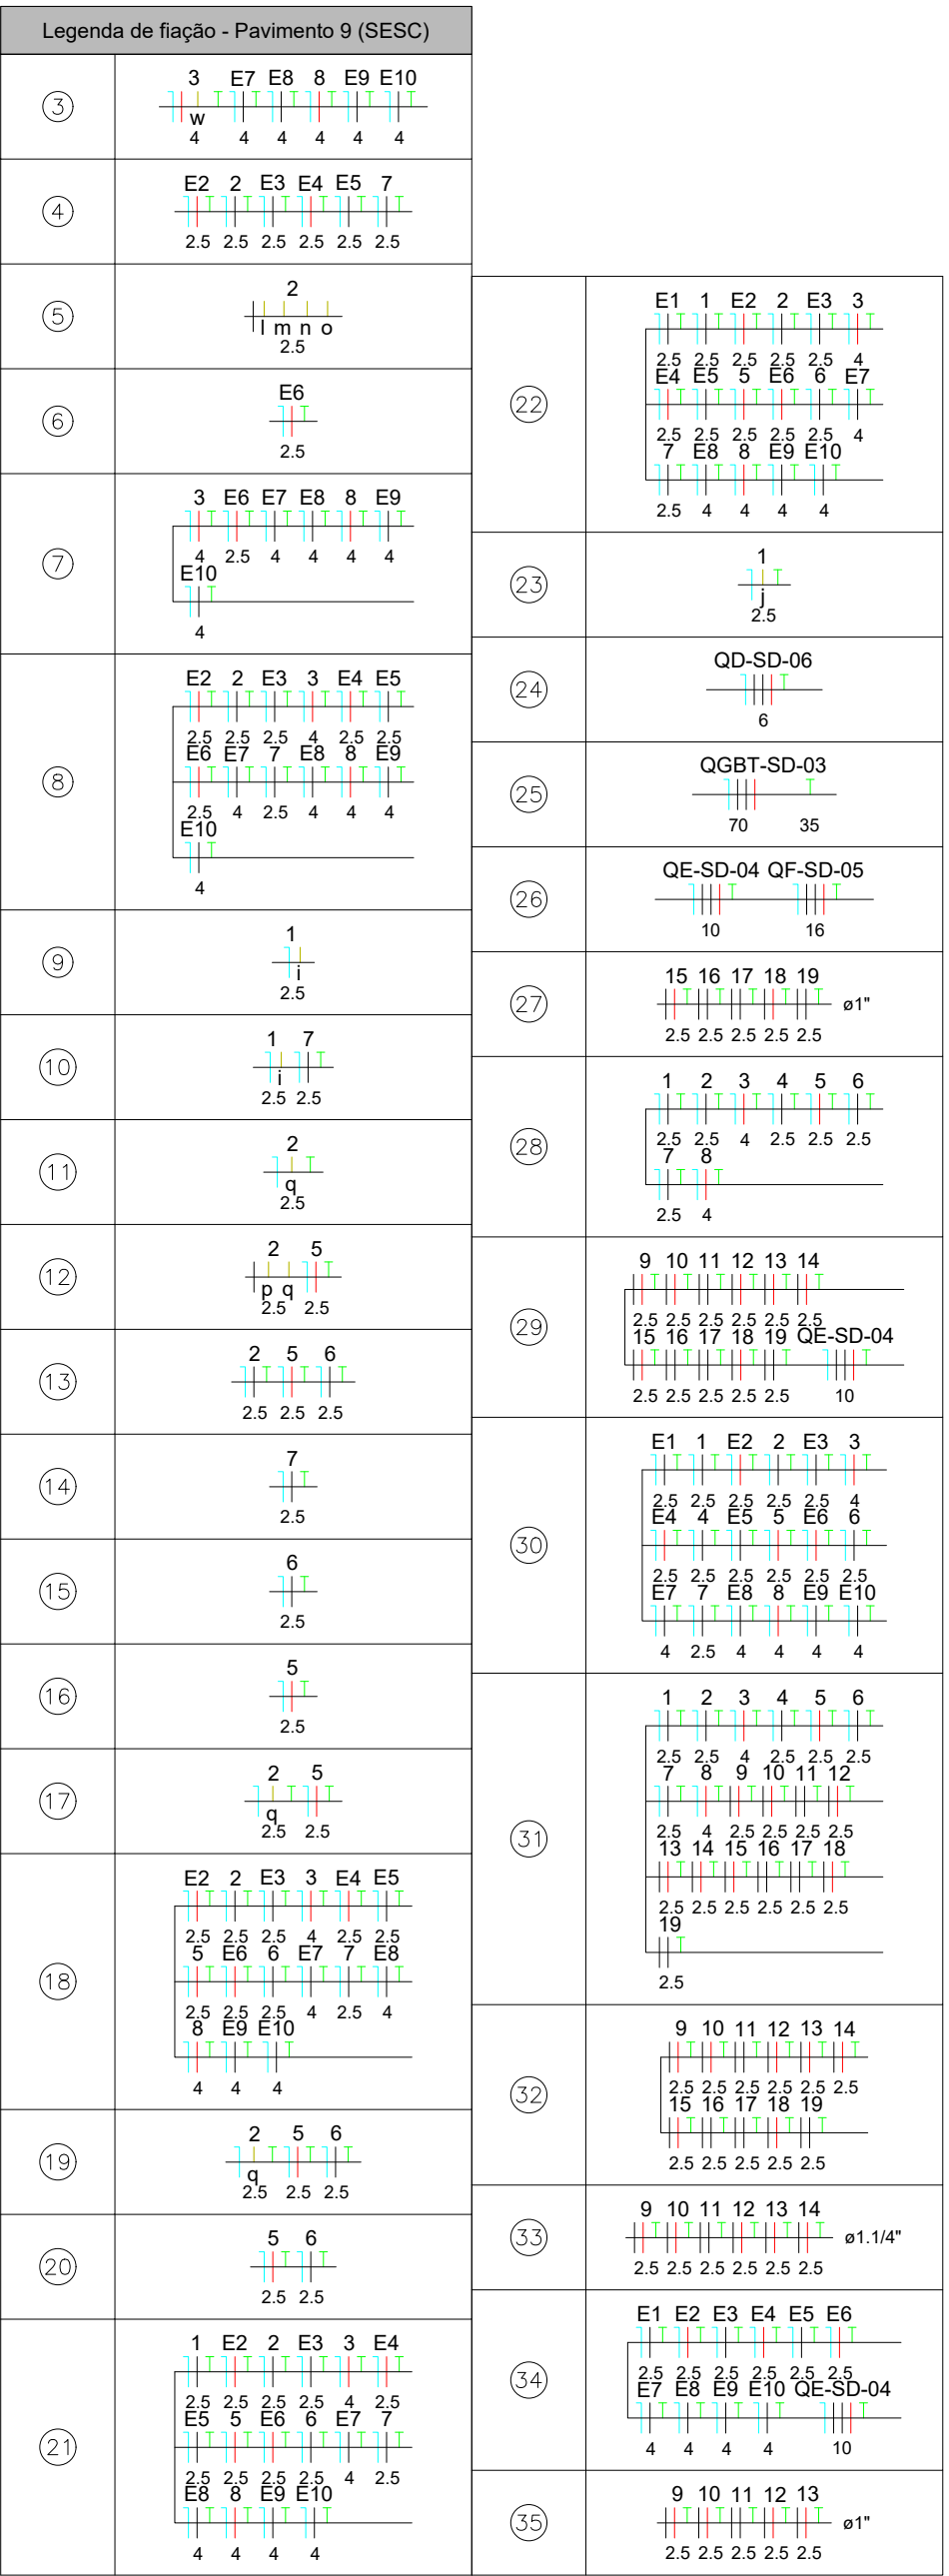 Legenda de fiação - Pavimento 9 (SESC)
3
3 E7 E8 8 E9 E10
w
4 4 4 4 4 4
4
E2 2 E3 E4 E5 7
2.5 2.5 2.5 2.5 2.5 2.5
5
2
l m n o
2.5
6
E6
2.5
7
3 E6 E7 E8 8 E9
4 2.5 4 4 4 4
E10
4
8
E2 2 E3 3 E4 E5
2.5 2.5 2.5 4 2.5 2.5
E6 E7 7 E8 8 E9
2.5 4 2.5 4 4 4
E10
4
9
1
i
2.5
10
1 7
i
2.5 2.5
11
2
q
2.5
12
2 5
p q
2.5 2.5
13
2 5 6
2.5 2.5 2.5
14
7
2.5
15
6
2.5
16
5
2.5
17
2 5
q
2.5 2.5
18
E2 2 E3 3 E4 E5
2.5 2.5 2.5 4 2.5 2.5
5 E6 6 E7 7 E8
2.5 2.5 2.5 4 2.5 4
8 E9 E10
4 4 4
19
2 5 6
q
2.5 2.5 2.5
20
5 6
2.5 2.5
21
1 E2 2 E3 3 E4
2.5 2.5 2.5 2.5 4 2.5
E5 5 E6 6 E7 7
2.5 2.5 2.5 2.5 4 2.5
E8 8 E9 E10
4 4 4 4
22
E1 1 E2 2 E3 3
2.5 2.5 2.5 2.5 2.5 4
E4 E5 5 E6 6 E7
2.5 2.5 2.5 2.5 2.5 4
7 E8 8 E9 E10
2.5 4 4 4 4
23
1
j
2.5
24
QD-SD-06
6
25
QGBT-SD-03
70 35
26
QE-SD-04 QF-SD-05
10 16
27
15 16 17 18 19
ø1"
2.5 2.5 2.5 2.5 2.5
28
1 2 3 4 5 6
2.5 2.5 4 2.5 2.5 2.5
7 8
2.5 4
29
9 10 11 12 13 14
2.5 2.5 2.5 2.5 2.5 2.5
15 16 17 18 19 QE-SD-04
2.5 2.5 2.5 2.5 2.5 10
30
E1 1 E2 2 E3 3
2.5 2.5 2.5 2.5 2.5 4
E4 4 E5 5 E6 6
2.5 2.5 2.5 2.5 2.5 2.5
E7 7 E8 8 E9 E10
4 2.5 4 4 4 4
31
1 2 3 4 5 6
2.5 2.5 4 2.5 2.5 2.5
7 8 9 10 11 12
2.5 4 2.5 2.5 2.5 2.5
13 14 15 16 17 18
2.5 2.5 2.5 2.5 2.5 2.5
19
2.5
32
9 10 11 12 13 14
2.5 2.5 2.5 2.5 2.5 2.5
15 16 17 18 19
2.5 2.5 2.5 2.5 2.5
33
9 10 11 12 13 14
ø1.1/4"
2.5 2.5 2.5 2.5 2.5 2.5
34
E1 E2 E3 E4 E5 E6
2.5 2.5 2.5 2.5 2.5 2.5
E7 E8 E9 E10 QE-SD-04
4 4 4 4 10
35
9 10 11 12 13
ø1"
2.5 2.5 2.5 2.5 2.5